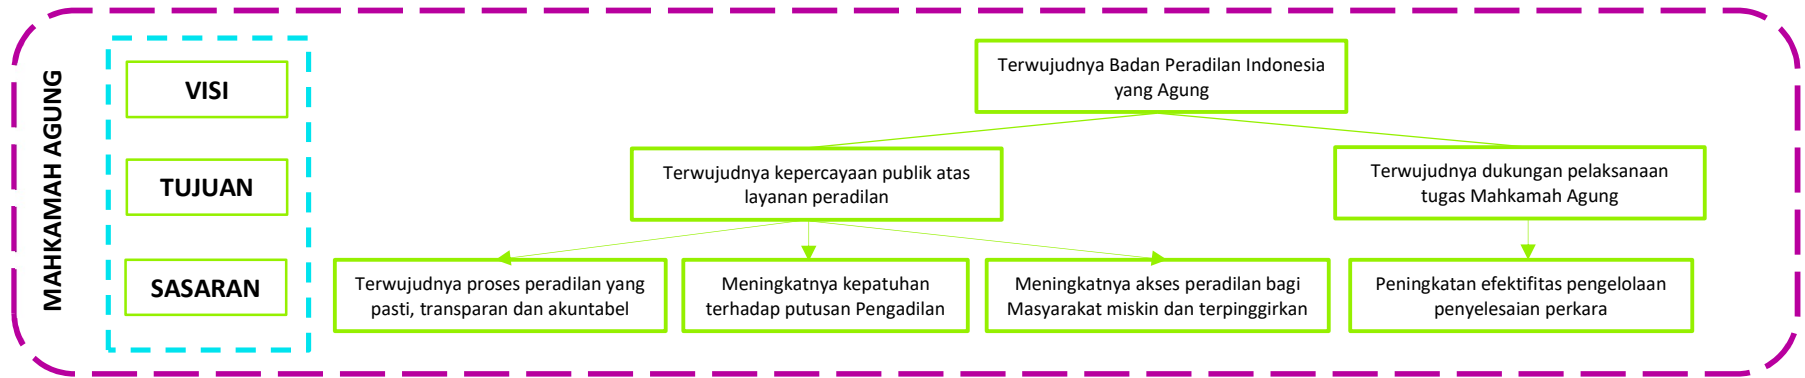 MAHKAMAH AGUNG
VISI
Terwujudnya Badan Peradilan Indonesia
yang Agung
TUJUAN
Terwujudnya kepercayaan publik atas
layanan peradilan
Terwujudnya dukungan pelaksanaan
tugas Mahkamah Agung
SASARAN
Terwujudnya proses peradilan yang
pasti, transparan dan akuntabel
Meningkatnya kepatuhan
terhadap putusan Pengadilan
Meningkatnya akses peradilan bagi
Masyarakat miskin dan terpinggirkan
Peningkatan efektifitas pengelolaan
penyelesaian perkara